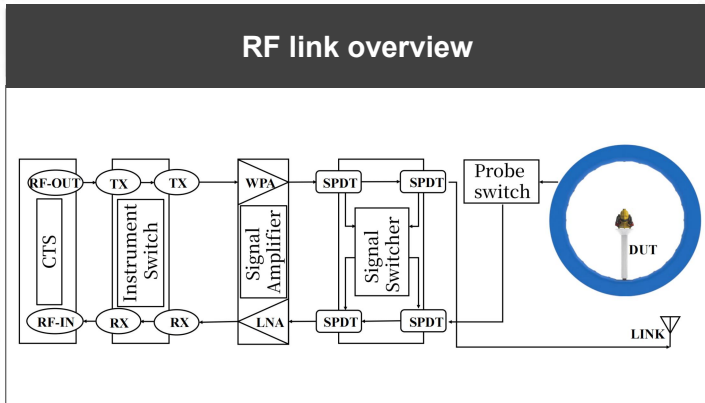 RF link overview
RF-OUT
TX
TX
WPA
SPDT
SPDT
Probe
switch
CTS
Instrument
Switch
Signal
Amplifier
Signal
Switcher
DUT
RF-IN
RX
RX
LNA
SPDT
SPDT
LINK